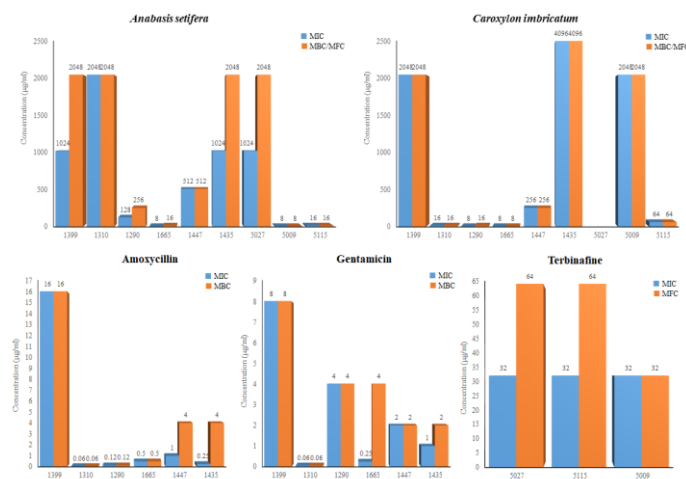 Anabasis setifera
MIC
MBC/MFC
Concentration (µg/ml)
2500
2000
1500
1000
500
0
1024 2048 2048 2048 128 256 8 16 512 512 1024 2048 1024 2048 8 8 16 16
1399 1310 1290 1665 1447 1435 5027 5009 5115
Caroxylon imbricatum
MIC
MBC/MFC
Concentration (µg/ml)
2500
2000
1500
1000
500
0
2048 2048 16 16 8 16 8 8 256 256 4096 4096 2048 2048 64 64
1399 1310 1290 1665 1447 1435 5027 5009 5115
Amoxycillin
MIC
MBC
Concentration (µg/ml)
17
16
15
14
13
12
11
10
9
8
7
6
5
4
3
2
1
0
16 16 0.06 0.06 0.12 0.12 0.5 0.5 1 4 0.25 4
1399 1310 1290 1665 1447 1435
Gentamicin
MIC
MBC
Concentration (µg/ml)
9
8
7
6
5
4
3
2
1
0
8 8 0.06 0.06 4 4 0.25 4 2 2 1 2
1399 1310 1290 1665 1447 1435
Terbinafine
MIC
MFC
Concentration (µg/ml)
65
60
55
50
45
40
35
30
25
20
15
10
5
0
32 64 32 64 32 32
5027 5115 5009